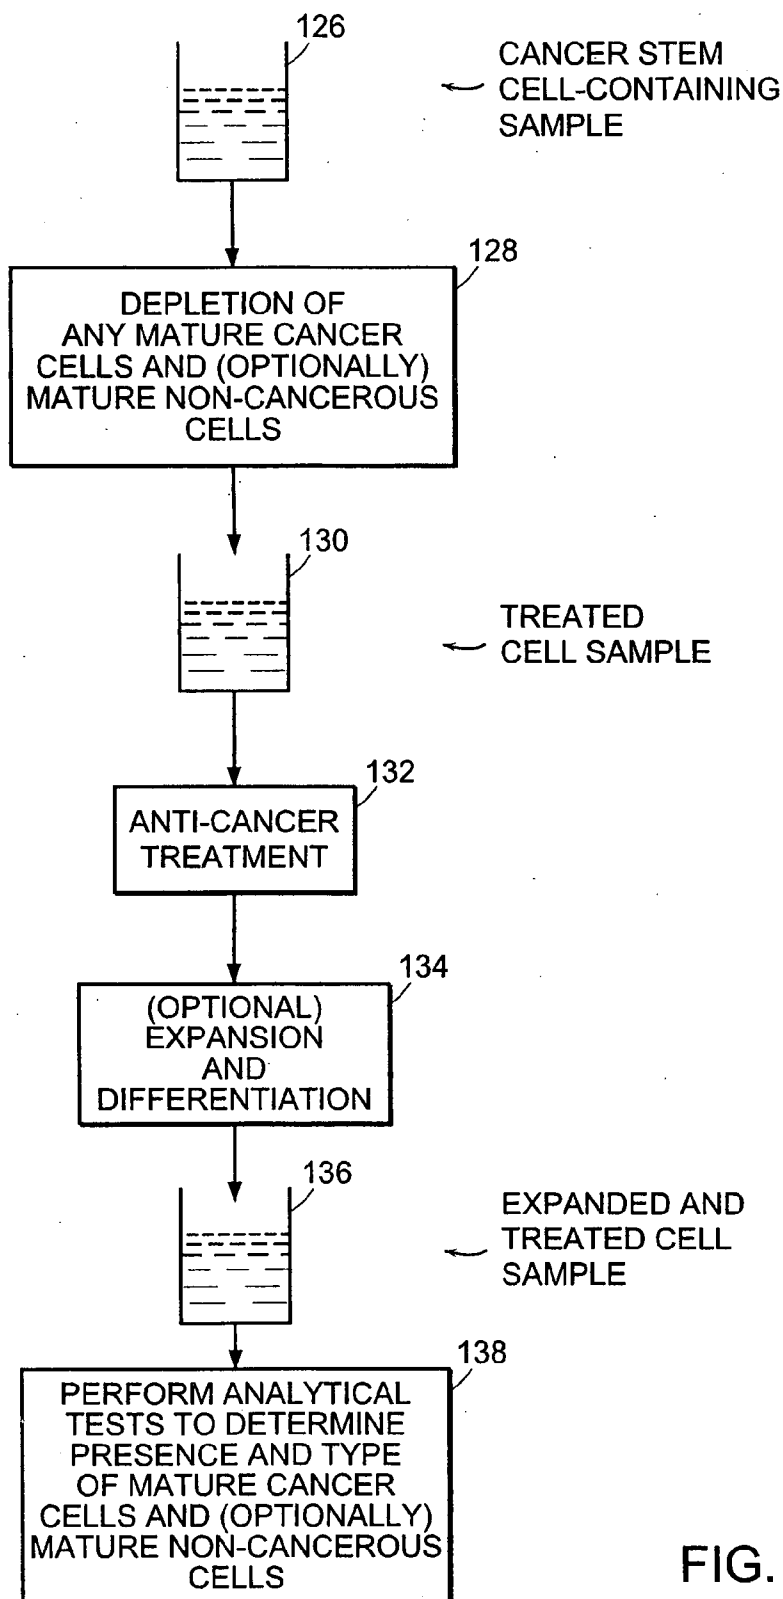 126
CANCER STEM
CELL-CONTAINING
SAMPLE
128
DEPLETION OF
ANY MATURE CANCER
CELLS AND (OPTIONALLY)
MATURE NON-CANCEROUS
CELLS
130
TREATED
CELL SAMPLE
132
ANTI-CANCER
TREATMENT
134
(OPTIONAL)
EXPANSION
AND
DIFFERENTIATION
136
EXPANDED AND
TREATED CELL
SAMPLE
138
PERFORM ANALYTICAL
TESTS TO DETERMINE
PRESENCE AND TYPE
OF MATURE CANCER
CELLS AND (OPTIONALLY)
MATURE NON-CANCEROUS
CELLS
FIG.